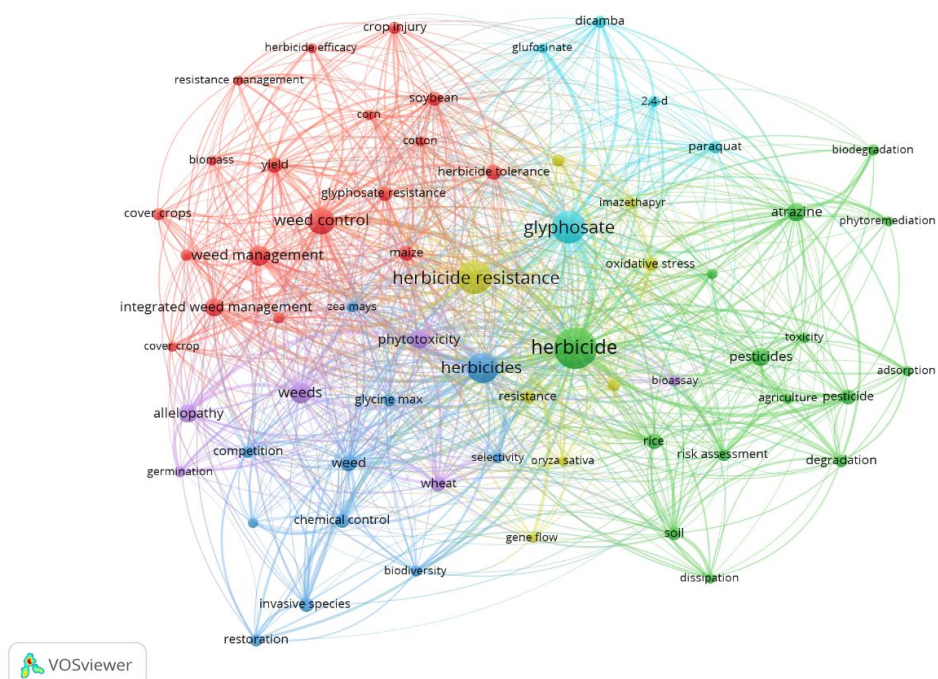 dicamba
crop injury
herbicide efficacy
glufosinate
resistance management
soybean
2,4-d
corn
cotton
paraquat
biodegradation
biomass
yield
herbicide tolerance
glyphosate resistance
imazethapyr
cover crops
weed control
glyphosate
atrazine
phytoremediation
weed management
maize
oxidative stress
herbicide resistance
integrated weed management
zea mays
phytotoxicity
toxicity
cover crop
herbicide
pesticides
herbicides
adsorption
weeds
bioassay
glycine max
resistance
agriculture
pesticide
allelopathy
rice
competition
risk assessment
germination
weed
selectivity
oryza sativa
degradation
wheat
chemical control
soil
gene flow
biodiversity
dissipation
invasive species
restoration
VOSviewer